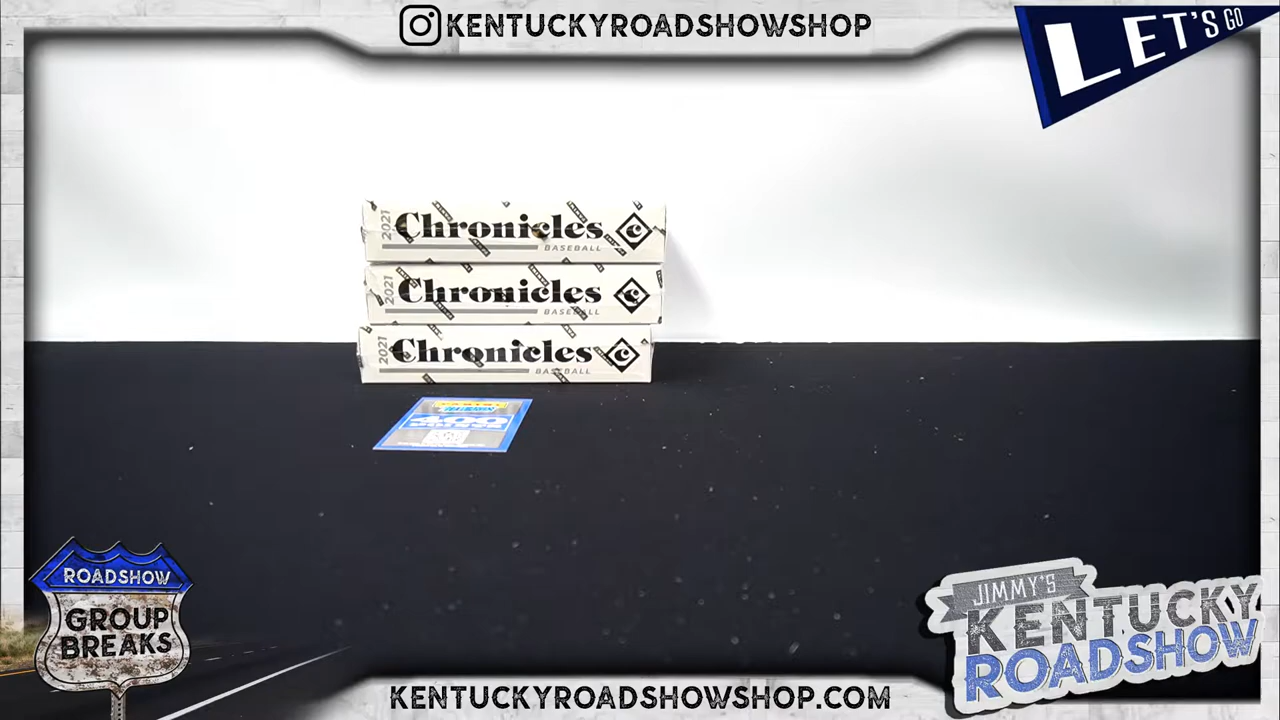 KENTUCKYROADSHOWSHOP
LET'S GO
2021
Chronicles
C
BASEBALL
2021
Chronicles
C
BASEBALL
2021
Chronicles
C
BASEBALL
400
ROADSHOW
GROUP
BREAKS
JIMMY'S
KENTUCKY
ROADSHOW
KENTUCKYROADSHOWSHOP.COM